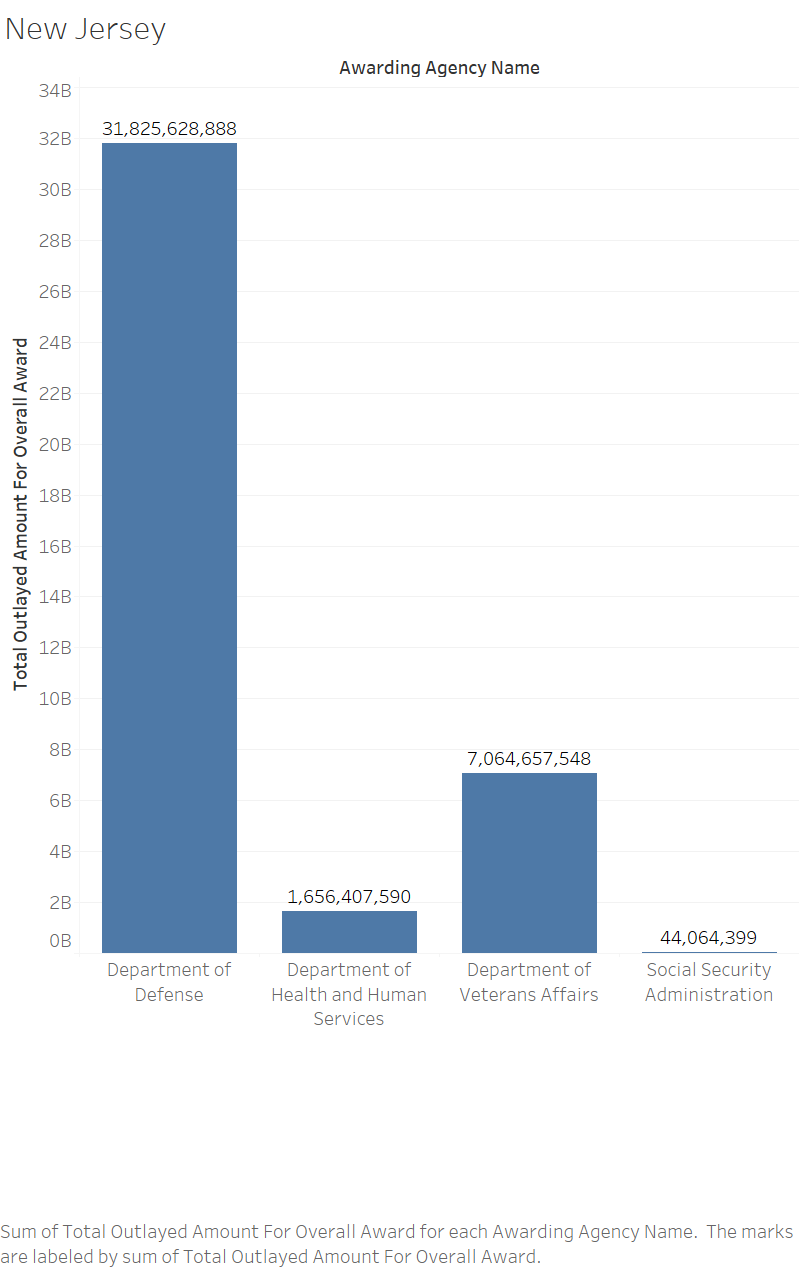 New Jersey
Awarding Agency Name
Total Outlayed Amount For Overall Award
34B
32B
30B
28B
26B
24B
22B
20B
18B
16B
14B
12B
10B
8B
6B
4B
2B
0B
31,825,628,888
1,656,407,590
7,064,657,548
44,064,399
Department of
Defense
Department of
Health and Human
Services
Department of
Veterans Affairs
Social Security
Administration
Sum of Total Outlayed Amount For Overall Award for each Awarding Agency Name.  The marks
are labeled by sum of Total Outlayed Amount For Overall Award.